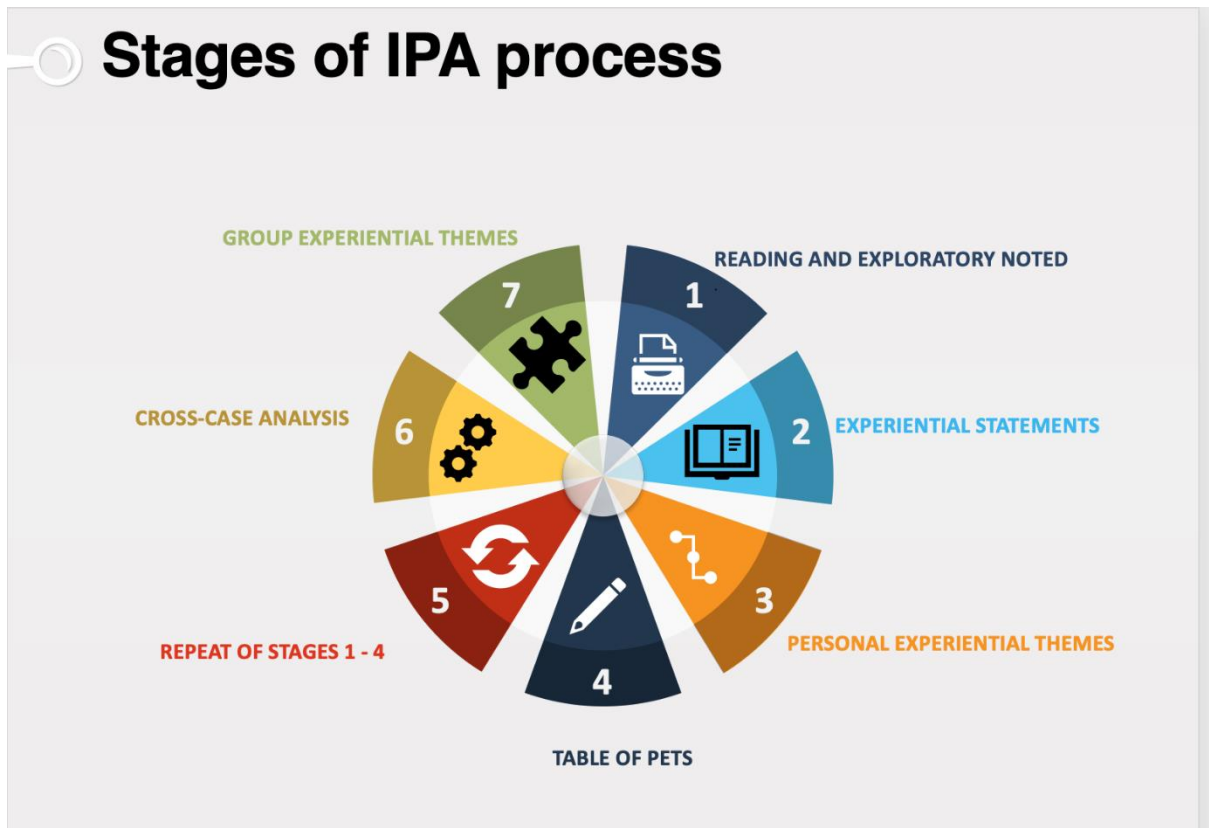 Stages of IPA process
1
READING AND EXPLORATORY NOTED
2
EXPERIENTIAL STATEMENTS
3
PERSONAL EXPERIENTIAL THEMES
4
TABLE OF PETS
5
REPEAT OF STAGES 1 - 4
6
CROSS-CASE ANALYSIS
7
GROUP EXPERIENTIAL THEMES